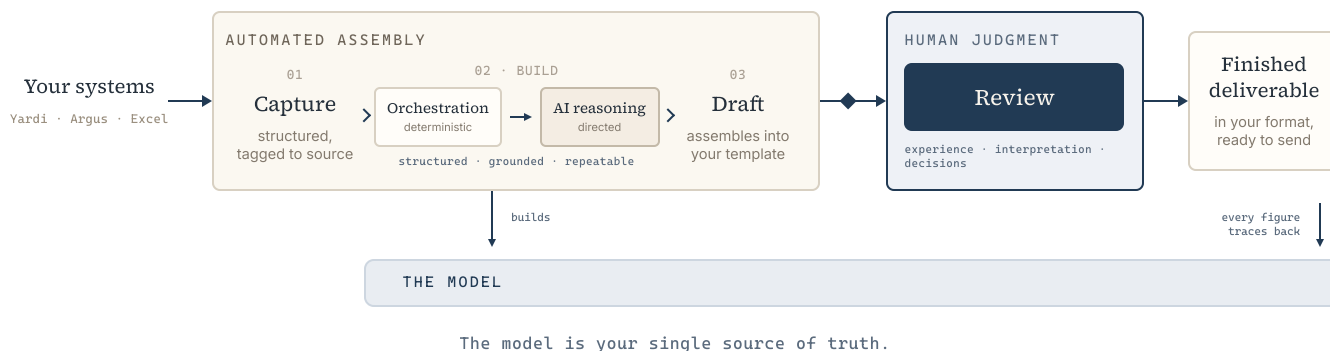 Your systems
Yardi · Argus · Excel
AUTOMATED ASSEMBLY
01
Capture
structured,
tagged to source
02 · BUILD
Orchestration
deterministic
AI reasoning
directed
structured · grounded · repeatable
03
Draft
assembles into
your template
HUMAN JUDGMENT
Review
experience · interpretation ·
decisions
Finished
deliverable
in your format,
ready to send
builds
every figure
traces back
THE MODEL
The model is your single source of truth.